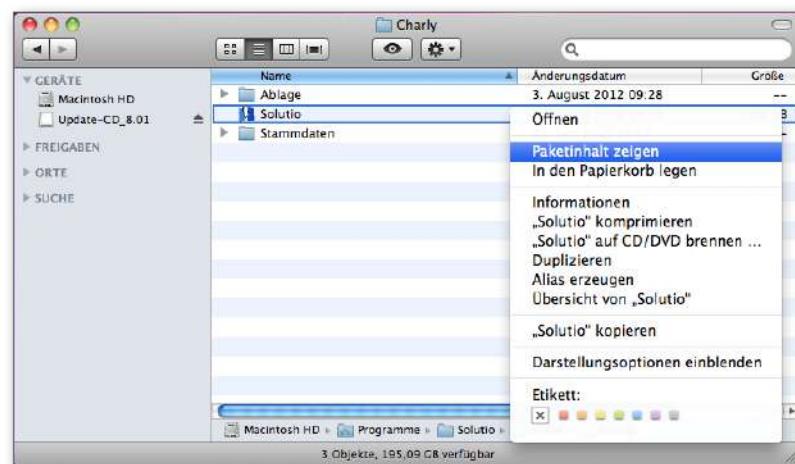 Charly
Name
Änderungsdatum
Größe
GERÄTE
Macintosh HD
Update-CD_8.01
FREIGABEN
ORTE
SUCHE
Ablage
3. August 2012 09:28
--
Solutio
B
Stammdaten
Öffnen
Paketinhalt zeigen
In den Papierkorb legen
Informationen
„Solutio“ komprimieren
„Solutio“ auf CD/DVD brennen ...
Duplizieren
Alias erzeugen
Übersicht von „Solutio“
„Solutio“ kopieren
Darstellungsoptionen einblenden
Etikett:
Macintosh HD ▸ Programme ▸ Solutio ▸
3 Objekte, 195,09 GB verfügbar